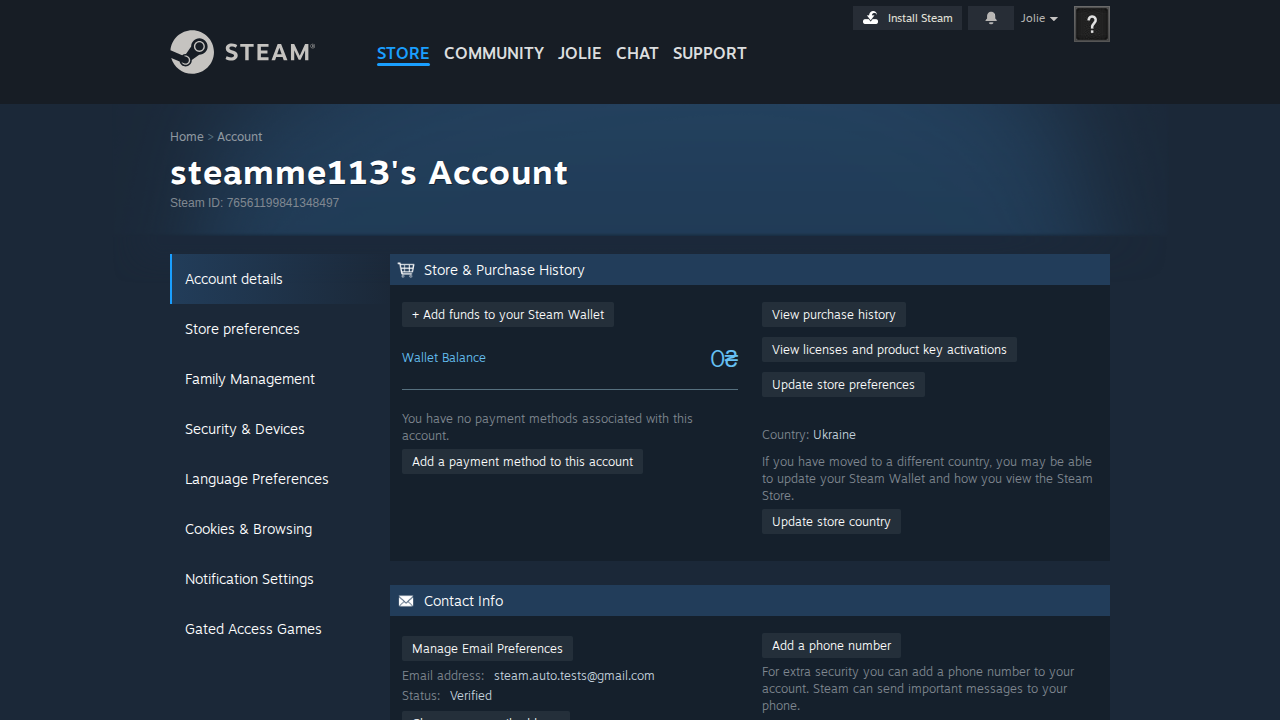 Install Steam
Jolie
STEAM®
STORE COMMUNITY JOLIE CHAT SUPPORT
Home > Account
steamme113's Account
Steam ID: 76561199841348497
Account details
Store preferences
Family Management
Security & Devices
Language Preferences
Cookies & Browsing
Notification Settings
Gated Access Games
Store & Purchase History
+ Add funds to your Steam Wallet
Wallet Balance 0₴
You have no payment methods associated with this
account.
Add a payment method to this account
View purchase history
View licenses and product key activations
Update store preferences
Country: Ukraine
If you have moved to a different country, you may be able
to update your Steam Wallet and how you view the Steam
Store.
Update store country
Contact Info
Manage Email Preferences
Email address: steam.auto.tests@gmail.com
Status: Verified
Add a phone number
For extra security you can add a phone number to your
account. Steam can send important messages to your
phone.